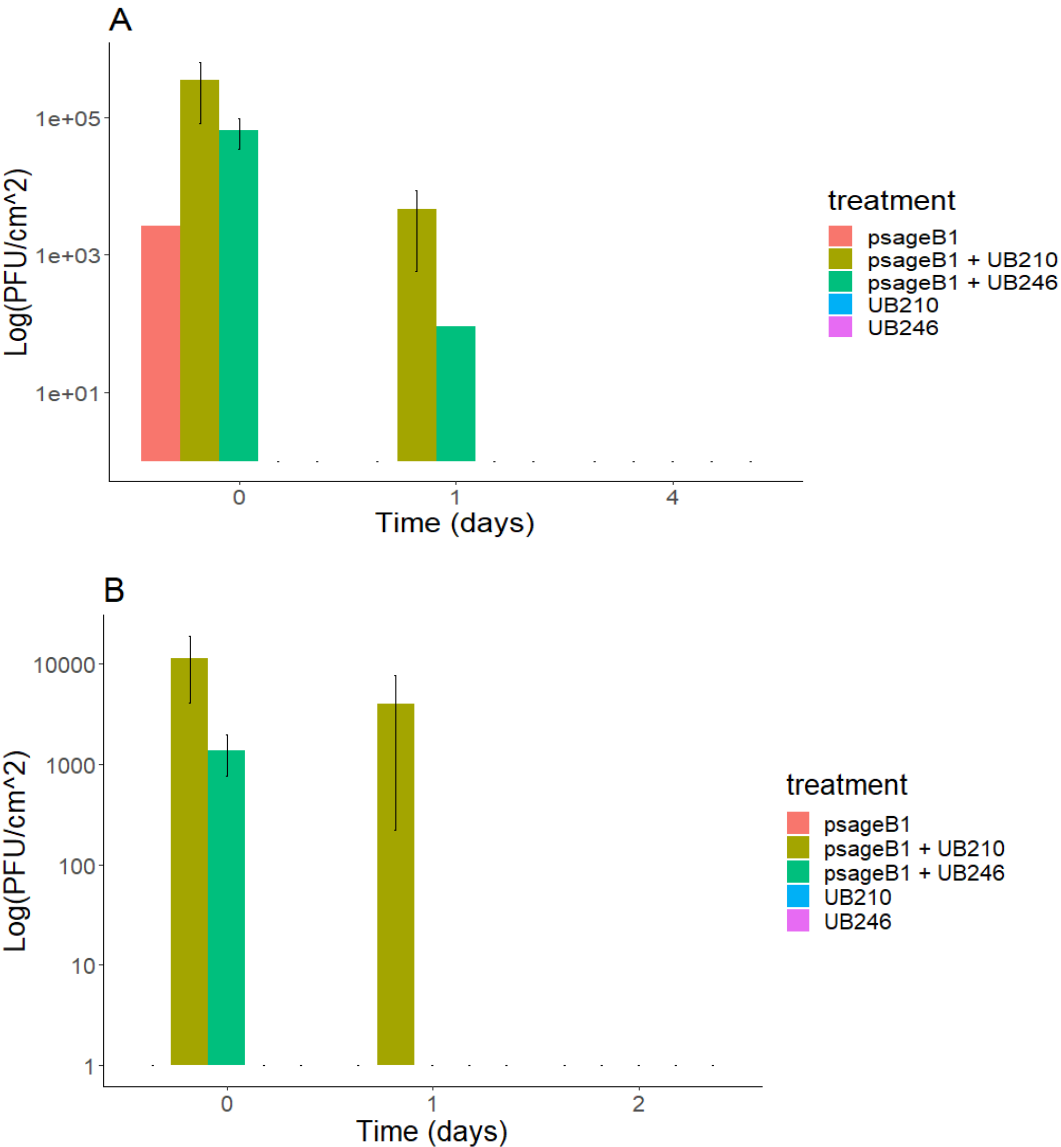 A
1e+05
1e+03
1e+01
Log(PFU/cm^2)
0 1 4
Time (days)
treatment
psageB1
psageB1 + UB210
psageB1 + UB246
UB210
UB246
B
10000
1000
100
10
1
Log(PFU/cm^2)
0 1 2
Time (days)
treatment
psageB1
psageB1 + UB210
psageB1 + UB246
UB210
UB246